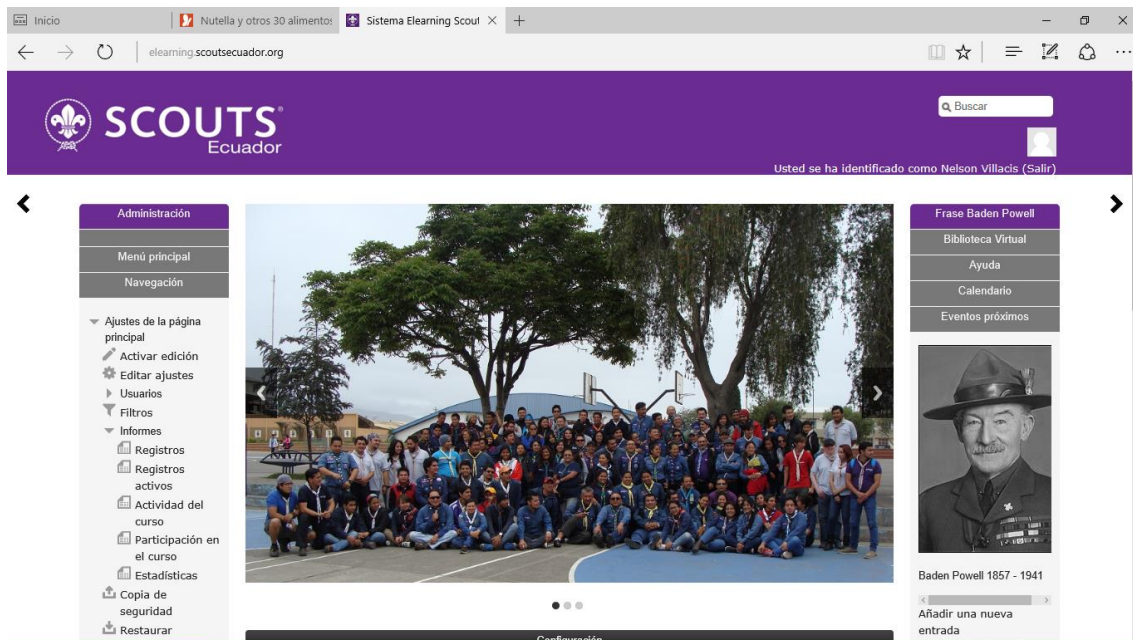 Inicio
Nutella y otros 30 alimentos
Sistema Elearning Scout
elearning.scoutsecuador.org
SCOUTS
Ecuador
Buscar
Usted se ha identificado como Nelson Villacis (Salir)
Administración
Menú principal
Navegación
Ajustes de la página
principal
Activar edición
Editar ajustes
Usuarios
Filtros
Informes
Registros
Registros
activos
Actividad del
curso
Participación en
el curso
Estadísticas
Copia de
seguridad
Restaurar
Frase Baden Powell
Biblioteca Virtual
Ayuda
Calendario
Eventos próximos
Baden Powell 1857 - 1941
Añadir una nueva
entrada
Configuración